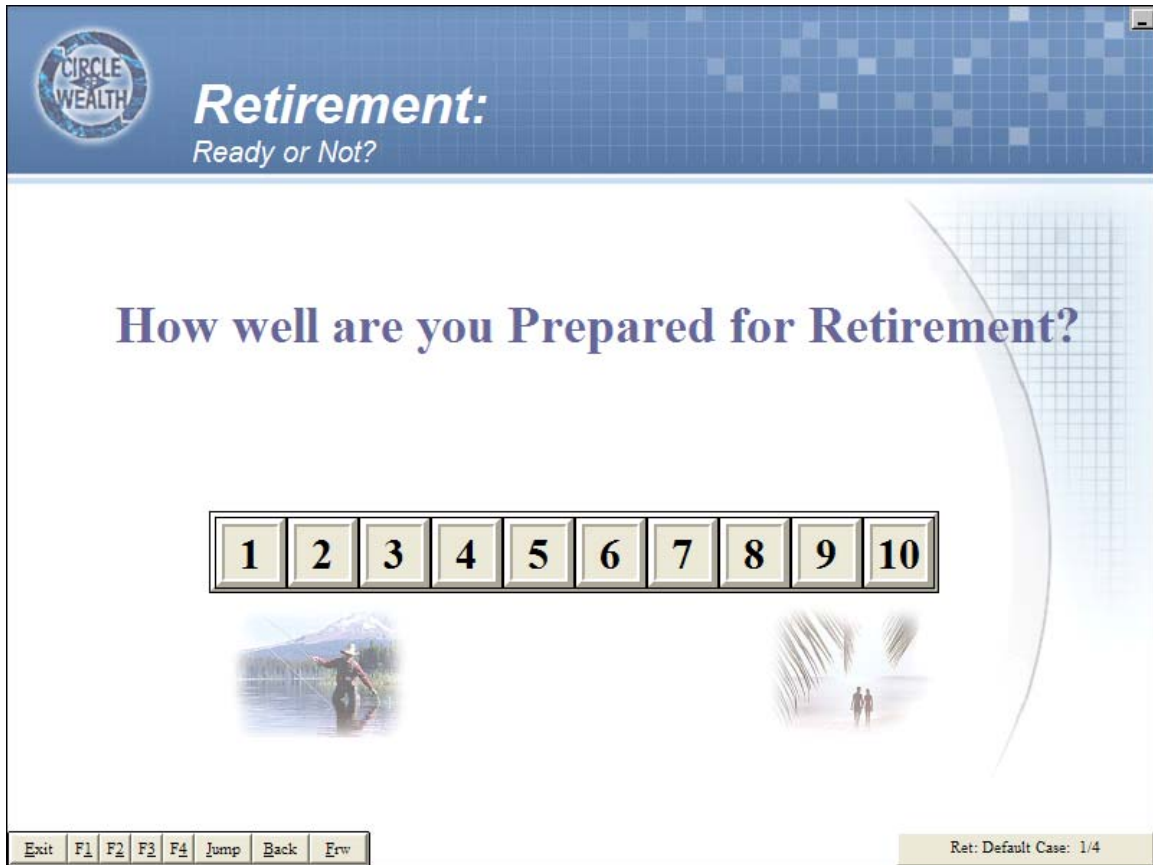 CIRCLE
OF
WEALTH
Retirement:
Ready or Not?
How well are you Prepared for Retirement?
1 2 3 4 5 6 7 8 9 10
Exit F1 F2 F3 F4 Jump Back Frw
Ret: Default Case: 1/4